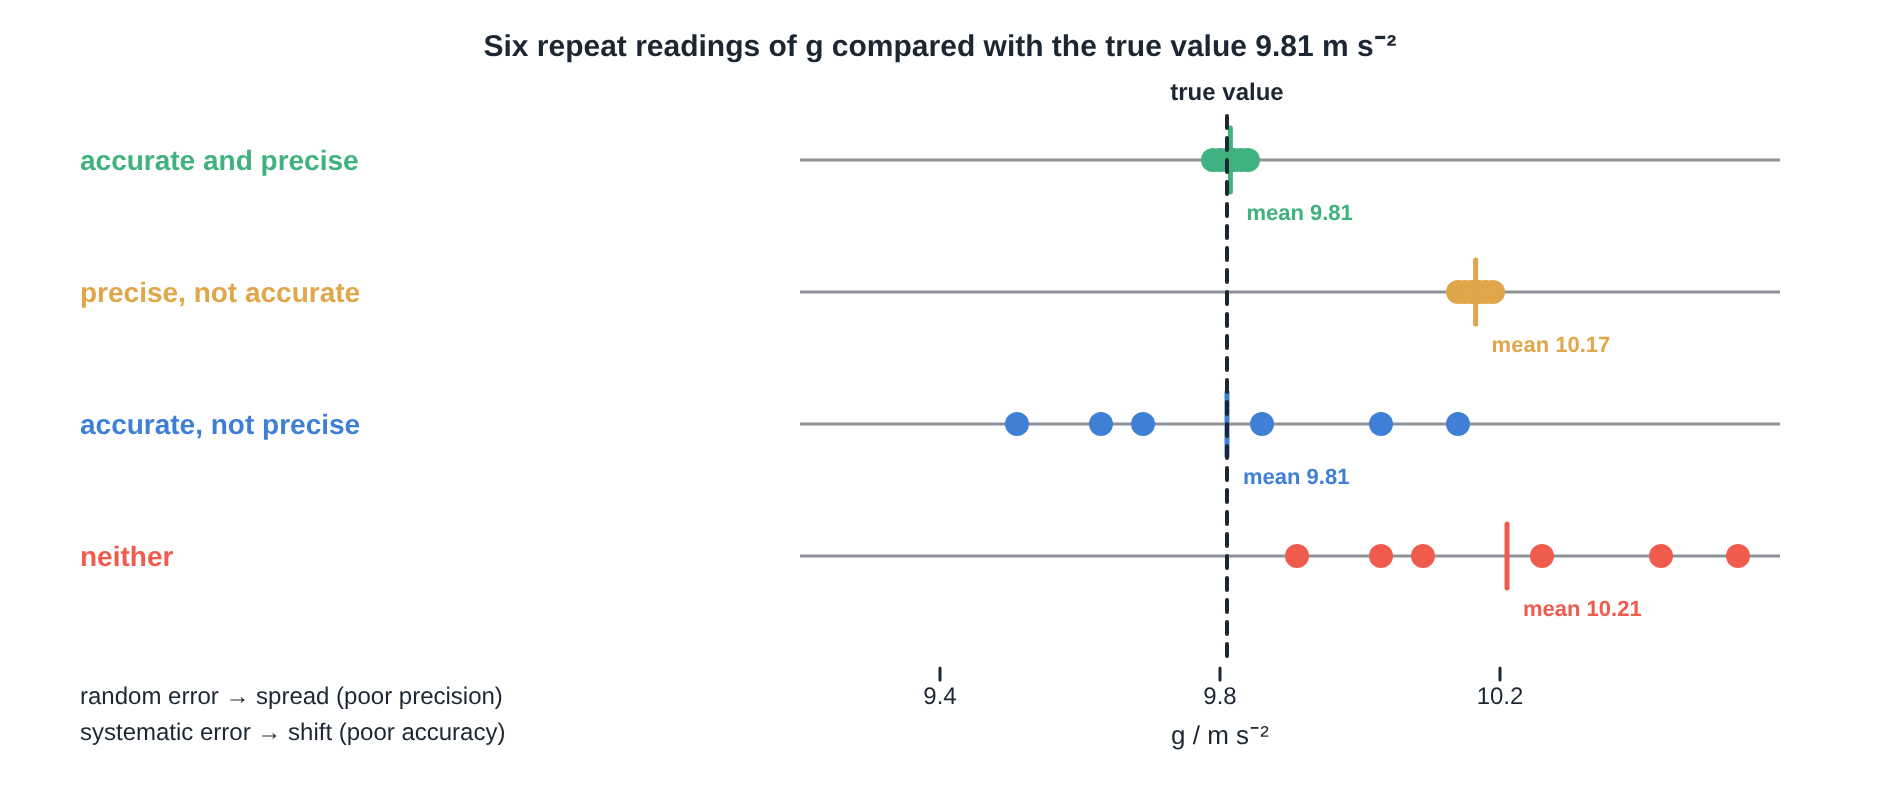 Six repeat readings of g compared with the true value 9.81 m s⁻²
true value
accurate and precise
mean 9.81
precise, not accurate
mean 10.17
accurate, not precise
mean 9.81
neither
mean 10.21
9.4 9.8 10.2
random error → spread (poor precision)
systematic error → shift (poor accuracy)
g / m s⁻²